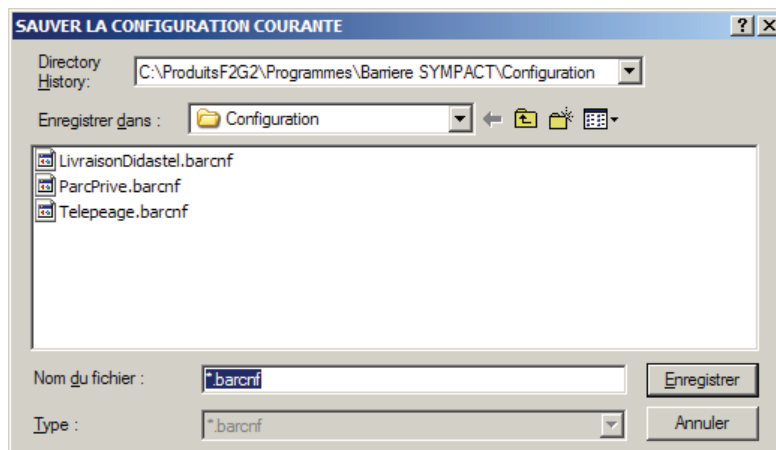 SAUVER LA CONFIGURATION COURANTE
Directory History: C:\ProduitsF2G2\Programmes\Barriere SYMPACT\Configuration
Enregistrer dans : Configuration
LivraisonDidastel.barcnf
ParcPrive.barcnf
Telepeage.barcnf
Nom du fichier : *.barcnf Enregistrer
Type : *.barcnf Annuler